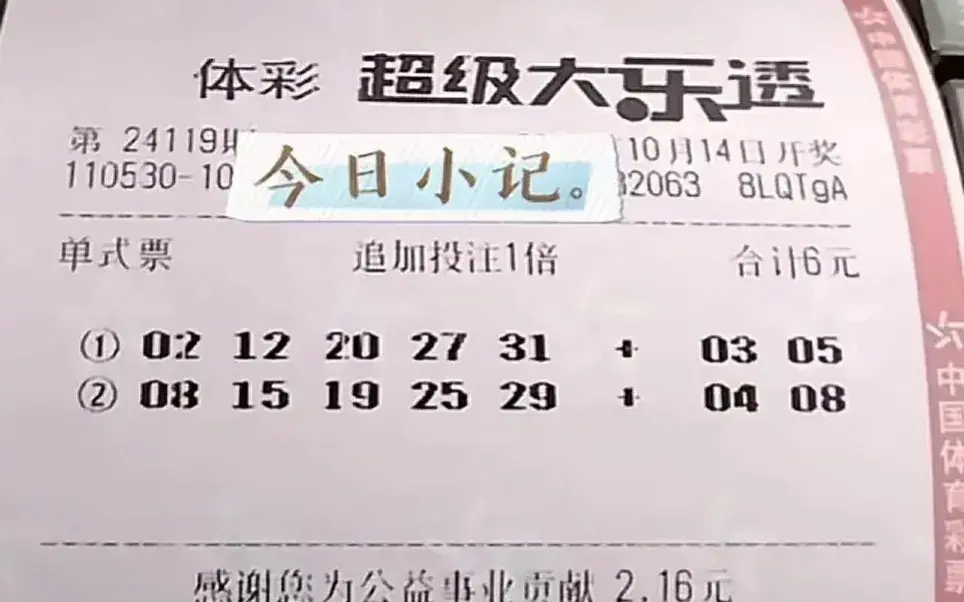 体彩 超级大乐透
第 24119期
10月14日开奖
110530-10
32063 8LQTgA
今日小记。
单式票 追加投注1倍 合计6元
① 02 12 20 27 31 + 03 05
② 08 15 19 25 29 + 04 08
感谢您为公益事业贡献 2.16元
中国体育彩票
中国体育彩票